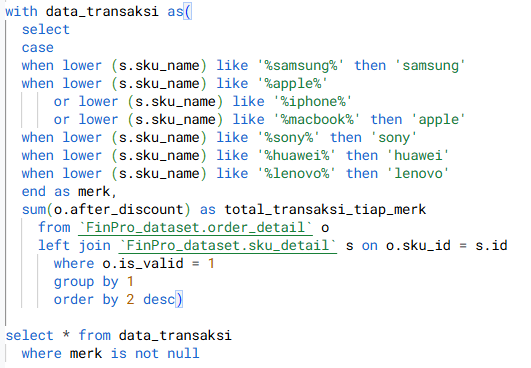 with data_transaksi as(
select
case
when lower (s.sku_name) like '%samsung%' then 'samsung'
when lower (s.sku_name) like '%apple%'
or lower (s.sku_name) like '%iphone%'
or lower (s.sku_name) like '%macbook%' then 'apple'
when lower (s.sku_name) like '%sony%' then 'sony'
when lower (s.sku_name) like '%huawei%' then 'huawei'
when lower (s.sku_name) like '%lenovo%' then 'lenovo'
end as merk,
sum(o.after_discount) as total_transaksi_tiap_merk
from `FinPro_dataset.order_detail` o
left join `FinPro_dataset.sku_detail` s on o.sku_id = s.id
where o.is_valid = 1
group by 1
order by 2 desc)
select * from data_transaksi
where merk is not null